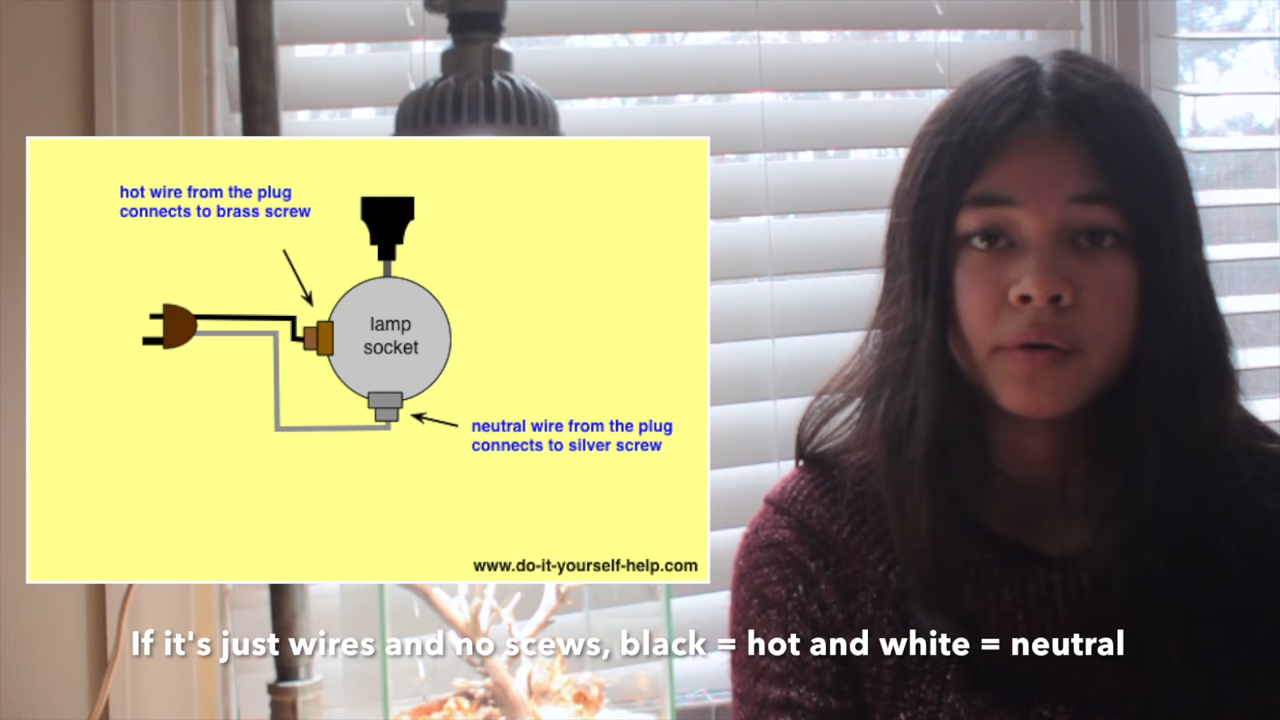 hot wire from the plug
connects to brass screw
lamp
socket
neutral wire from the plug
connects to silver screw
www.do-it-yourself-help.com
If it's just wires and no scews, black = hot and white = neutral